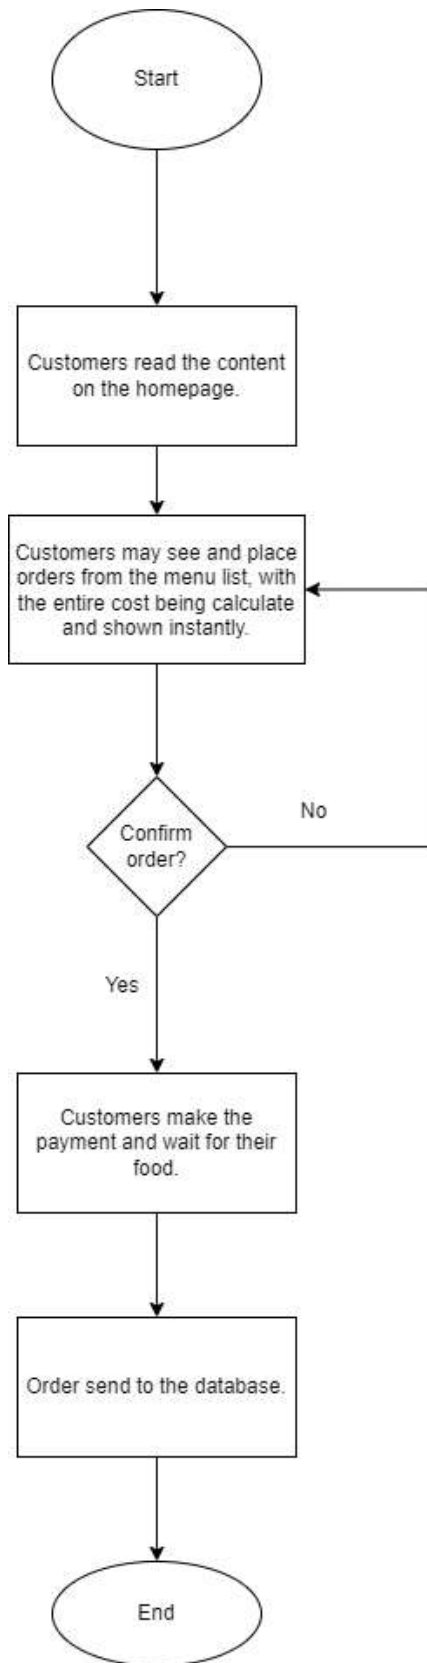 Start
Customers read the content
on the homepage.
Customers may see and place
orders from the menu list, with
the entire cost being calculate
and shown instantly.
Confirm
order?
No
Yes
Customers make the
payment and wait for their
food.
Order send to the database.
End